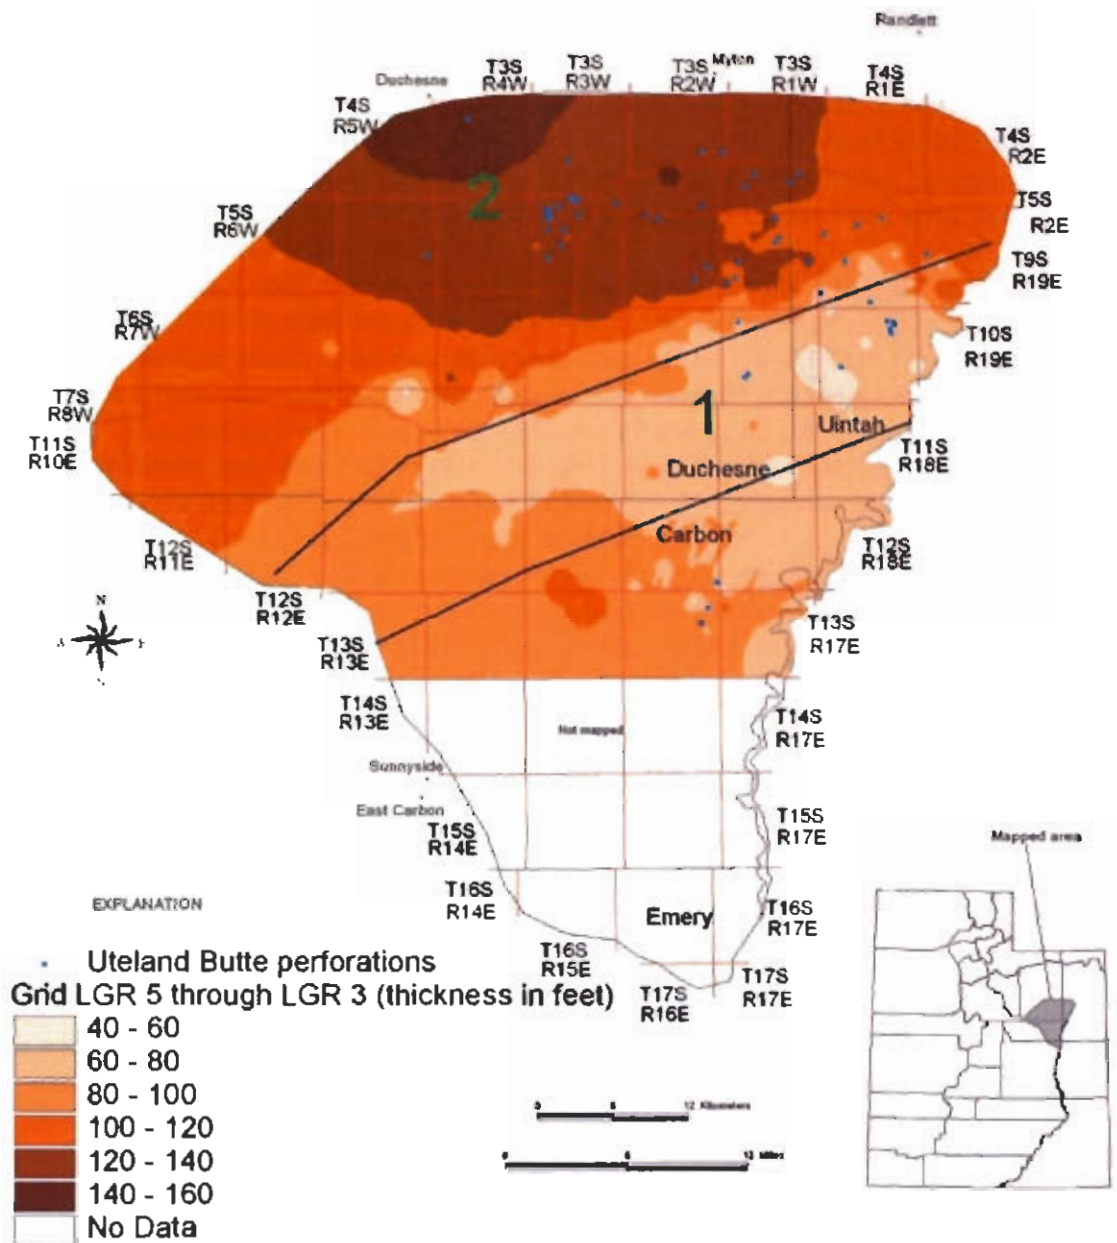 Randlett
Duchesne
T3S
R4W
T3S
R3W
T3S
R2W
Myton
T3S
R1W
T4S
R1E
T4S
R5W
T4S
R2E
T5S
R2E
T5S
R6W
2
T9S
R19E
T6S
R7W
T10S
R19E
T7S
R8W
T11S
R10E
1
Uintah
Duchesne
T11S
R18E
Carbon
T12S
R11E
T12S
R18E
N
T12S
R12E
T13S
R13E
T13S
R17E
T14S
R13E
Not mapped
T14S
R17E
Sunnyside
East Carbon
T15S
R14E
T15S
R17E
Mapped area
T16S
R14E
Emery
T16S
R17E
T16S
R15E
T17S
R16E
T17S
R17E
EXPLANATION
Uteland Butte perforations
Grid LGR 5 through LGR 3 (thickness in feet)
40 - 60
60 - 80
80 - 100
100 - 120
120 - 140
140 - 160
No Data
12 Kilometers
12 Miles